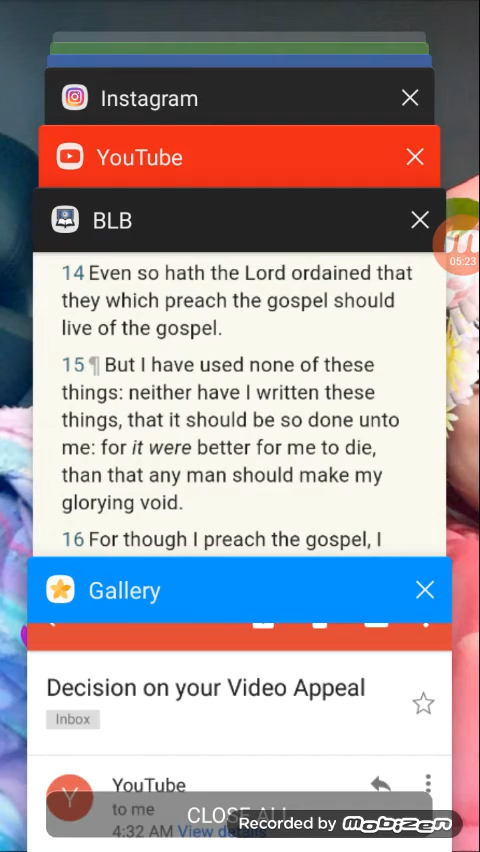 Instagram
YouTube
BLB
05:23
14 Even so hath the Lord ordained that
they which preach the gospel should
live of the gospel.
15 ¶ But I have used none of these
things: neither have I written these
things, that it should be so done unto
me: for it were better for me to die,
than that any man should make my
glorying void.
16 For though I preach the gospel, I
Gallery
Decision on your Video Appeal
Inbox
Y
YouTube
to me
CLOSE ALL
4:32 AM View details
Recorded by MOBIZEN